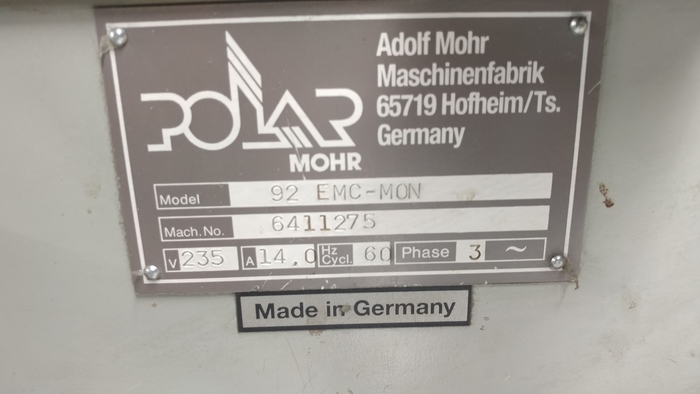 POLAR
MOHR
Adolf Mohr
Maschinenfabrik
65719 Hofheim/Ts.
Germany
Model 92 EMC-MON
Mach. No. 6411275
V 235 A 14.0 Hz Cycl. 60 Phase 3 ~
Made in Germany